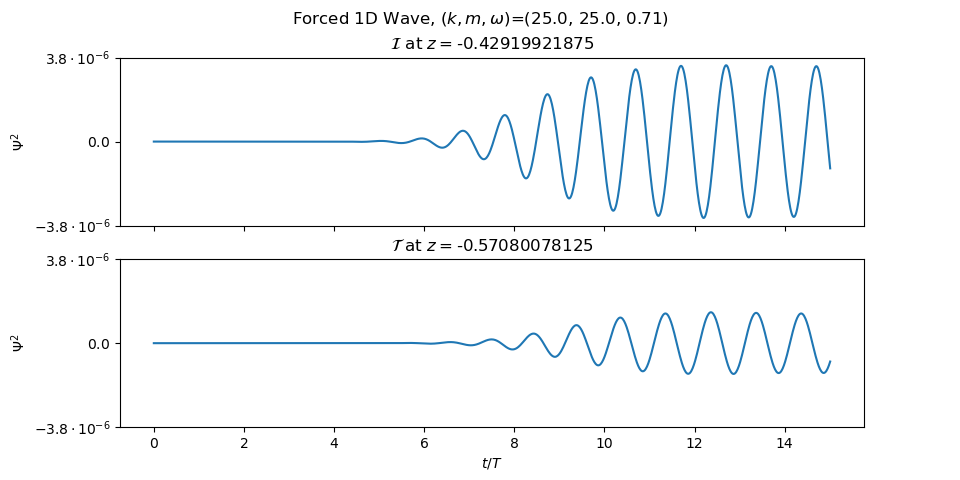 Forced 1D Wave, (k, m, ω)=(25.0, 25.0, 0.71)
ℐ at z = -0.42919921875
3.8 · 10⁻⁶
0.0
−3.8 · 10⁻⁶
Ψ²
𝒯 at z = -0.57080078125
3.8 · 10⁻⁶
0.0
−3.8 · 10⁻⁶
Ψ²
0 2 4 6 8 10 12 14
t/T